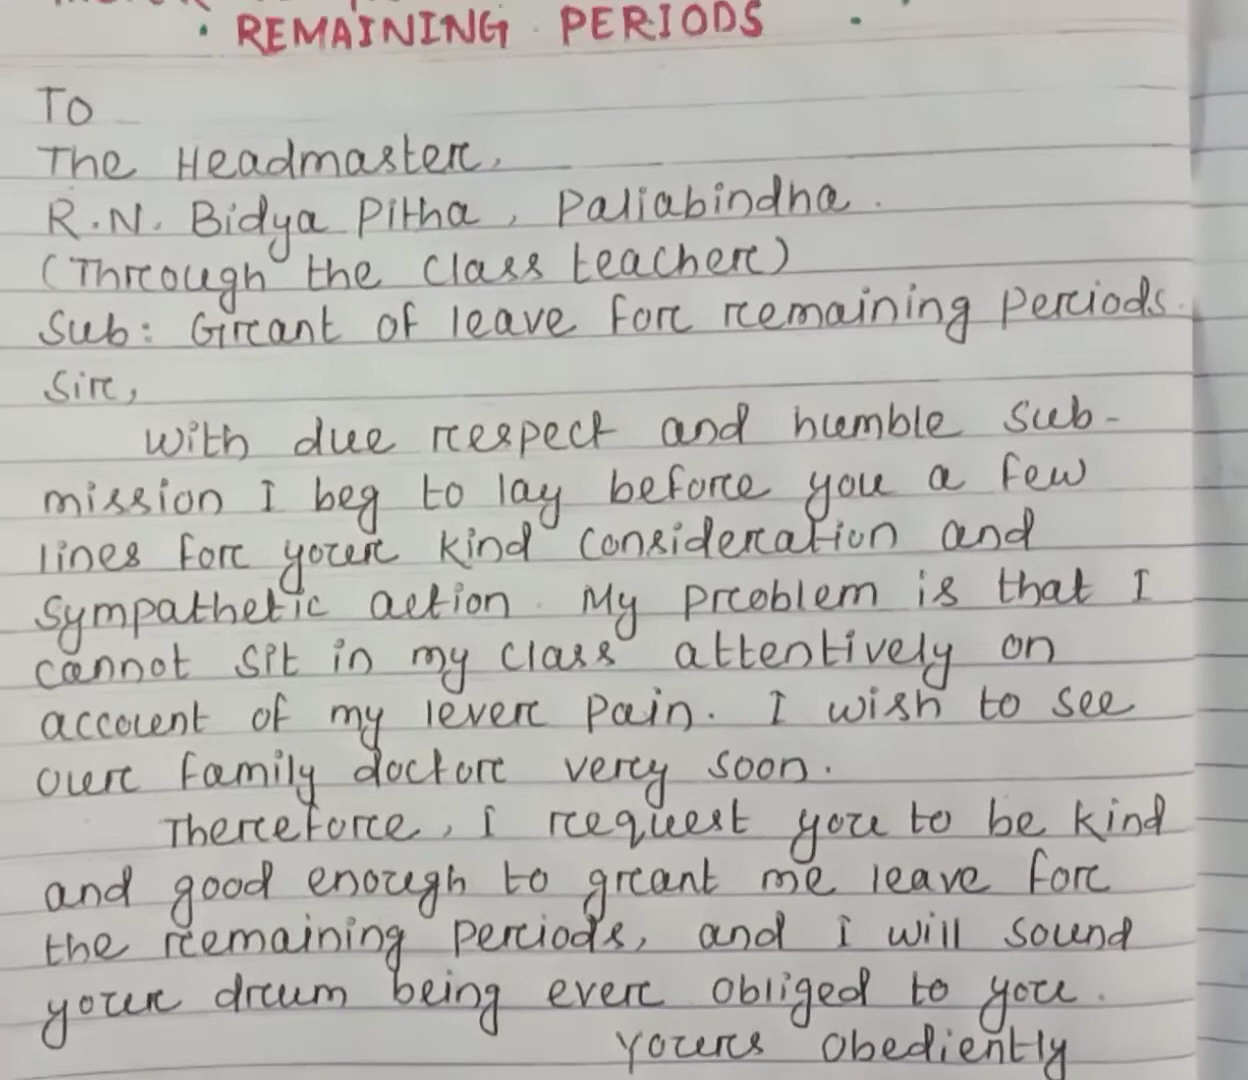 REMAINING PERIODS
To
The Headmaster,
R.N. Bidya Pitha, Paliabindha.
(Through the class teacher)
Sub: Grant of leave for remaining periods.
Sir,
With due respect and humble sub-
mission I beg to lay before you a few
lines for your kind consideration and
sympathetic action. My problem is that I
cannot sit in my class attentively on
account of my lever pain. I wish to see
our family doctor very soon.
Therefore, I request you to be kind
and good enough to grant me leave for
the remaining periods, and I will sound
your drum being ever obliged to you.
Yours obediently